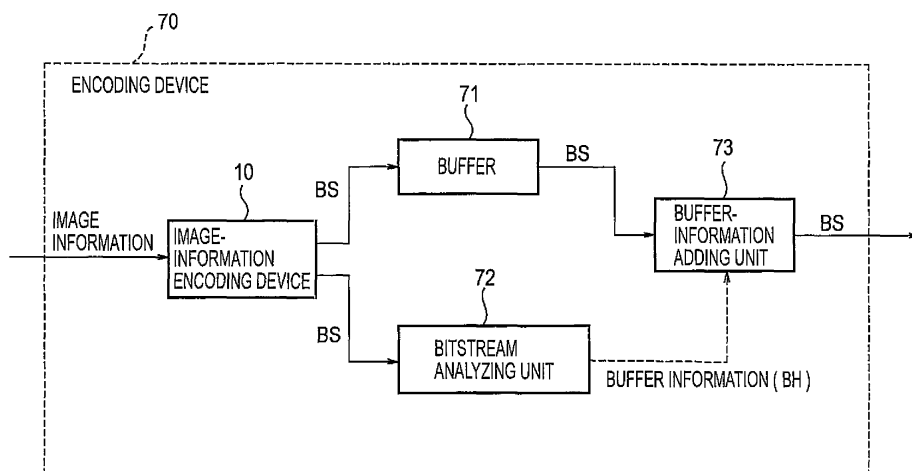 70
ENCODING DEVICE
71
BUFFER
BS
BS
73
10
IMAGE
INFORMATION
IMAGE-
INFORMATION
ENCODING DEVICE
BUFFER-
INFORMATION
ADDING UNIT
BS
72
BS
BITSTREAM
ANALYZING UNIT
BUFFER INFORMATION ( BH )